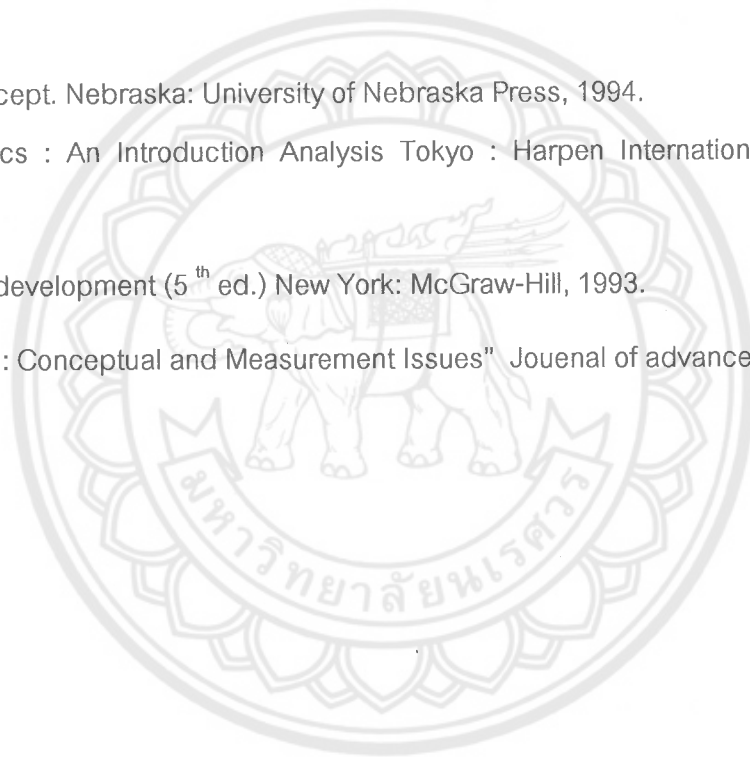 cept. Nebraska: University of Nebraska Press, 1994.
cs : An Introduction Analysis Tokyo : Harpen Internation
development (5 th ed.) New York: McGraw-Hill, 1993.
: Conceptual and Measurement Issues" Jouenal of advance
มหาวิทยาลัยนเรศวร